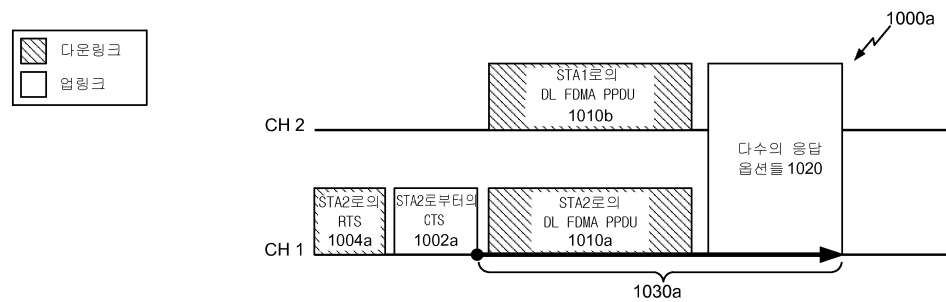 1000a
다운링크
업링크
STA1로의
DL FDMA PPDU
1010b
CH 2
다수의 응답
옵션들 1020
STA2로의
RTS
1004a
STA2로부터의
CTS
1002a
STA2로의
DL FDMA PPDU
1010a
CH 1
1030a